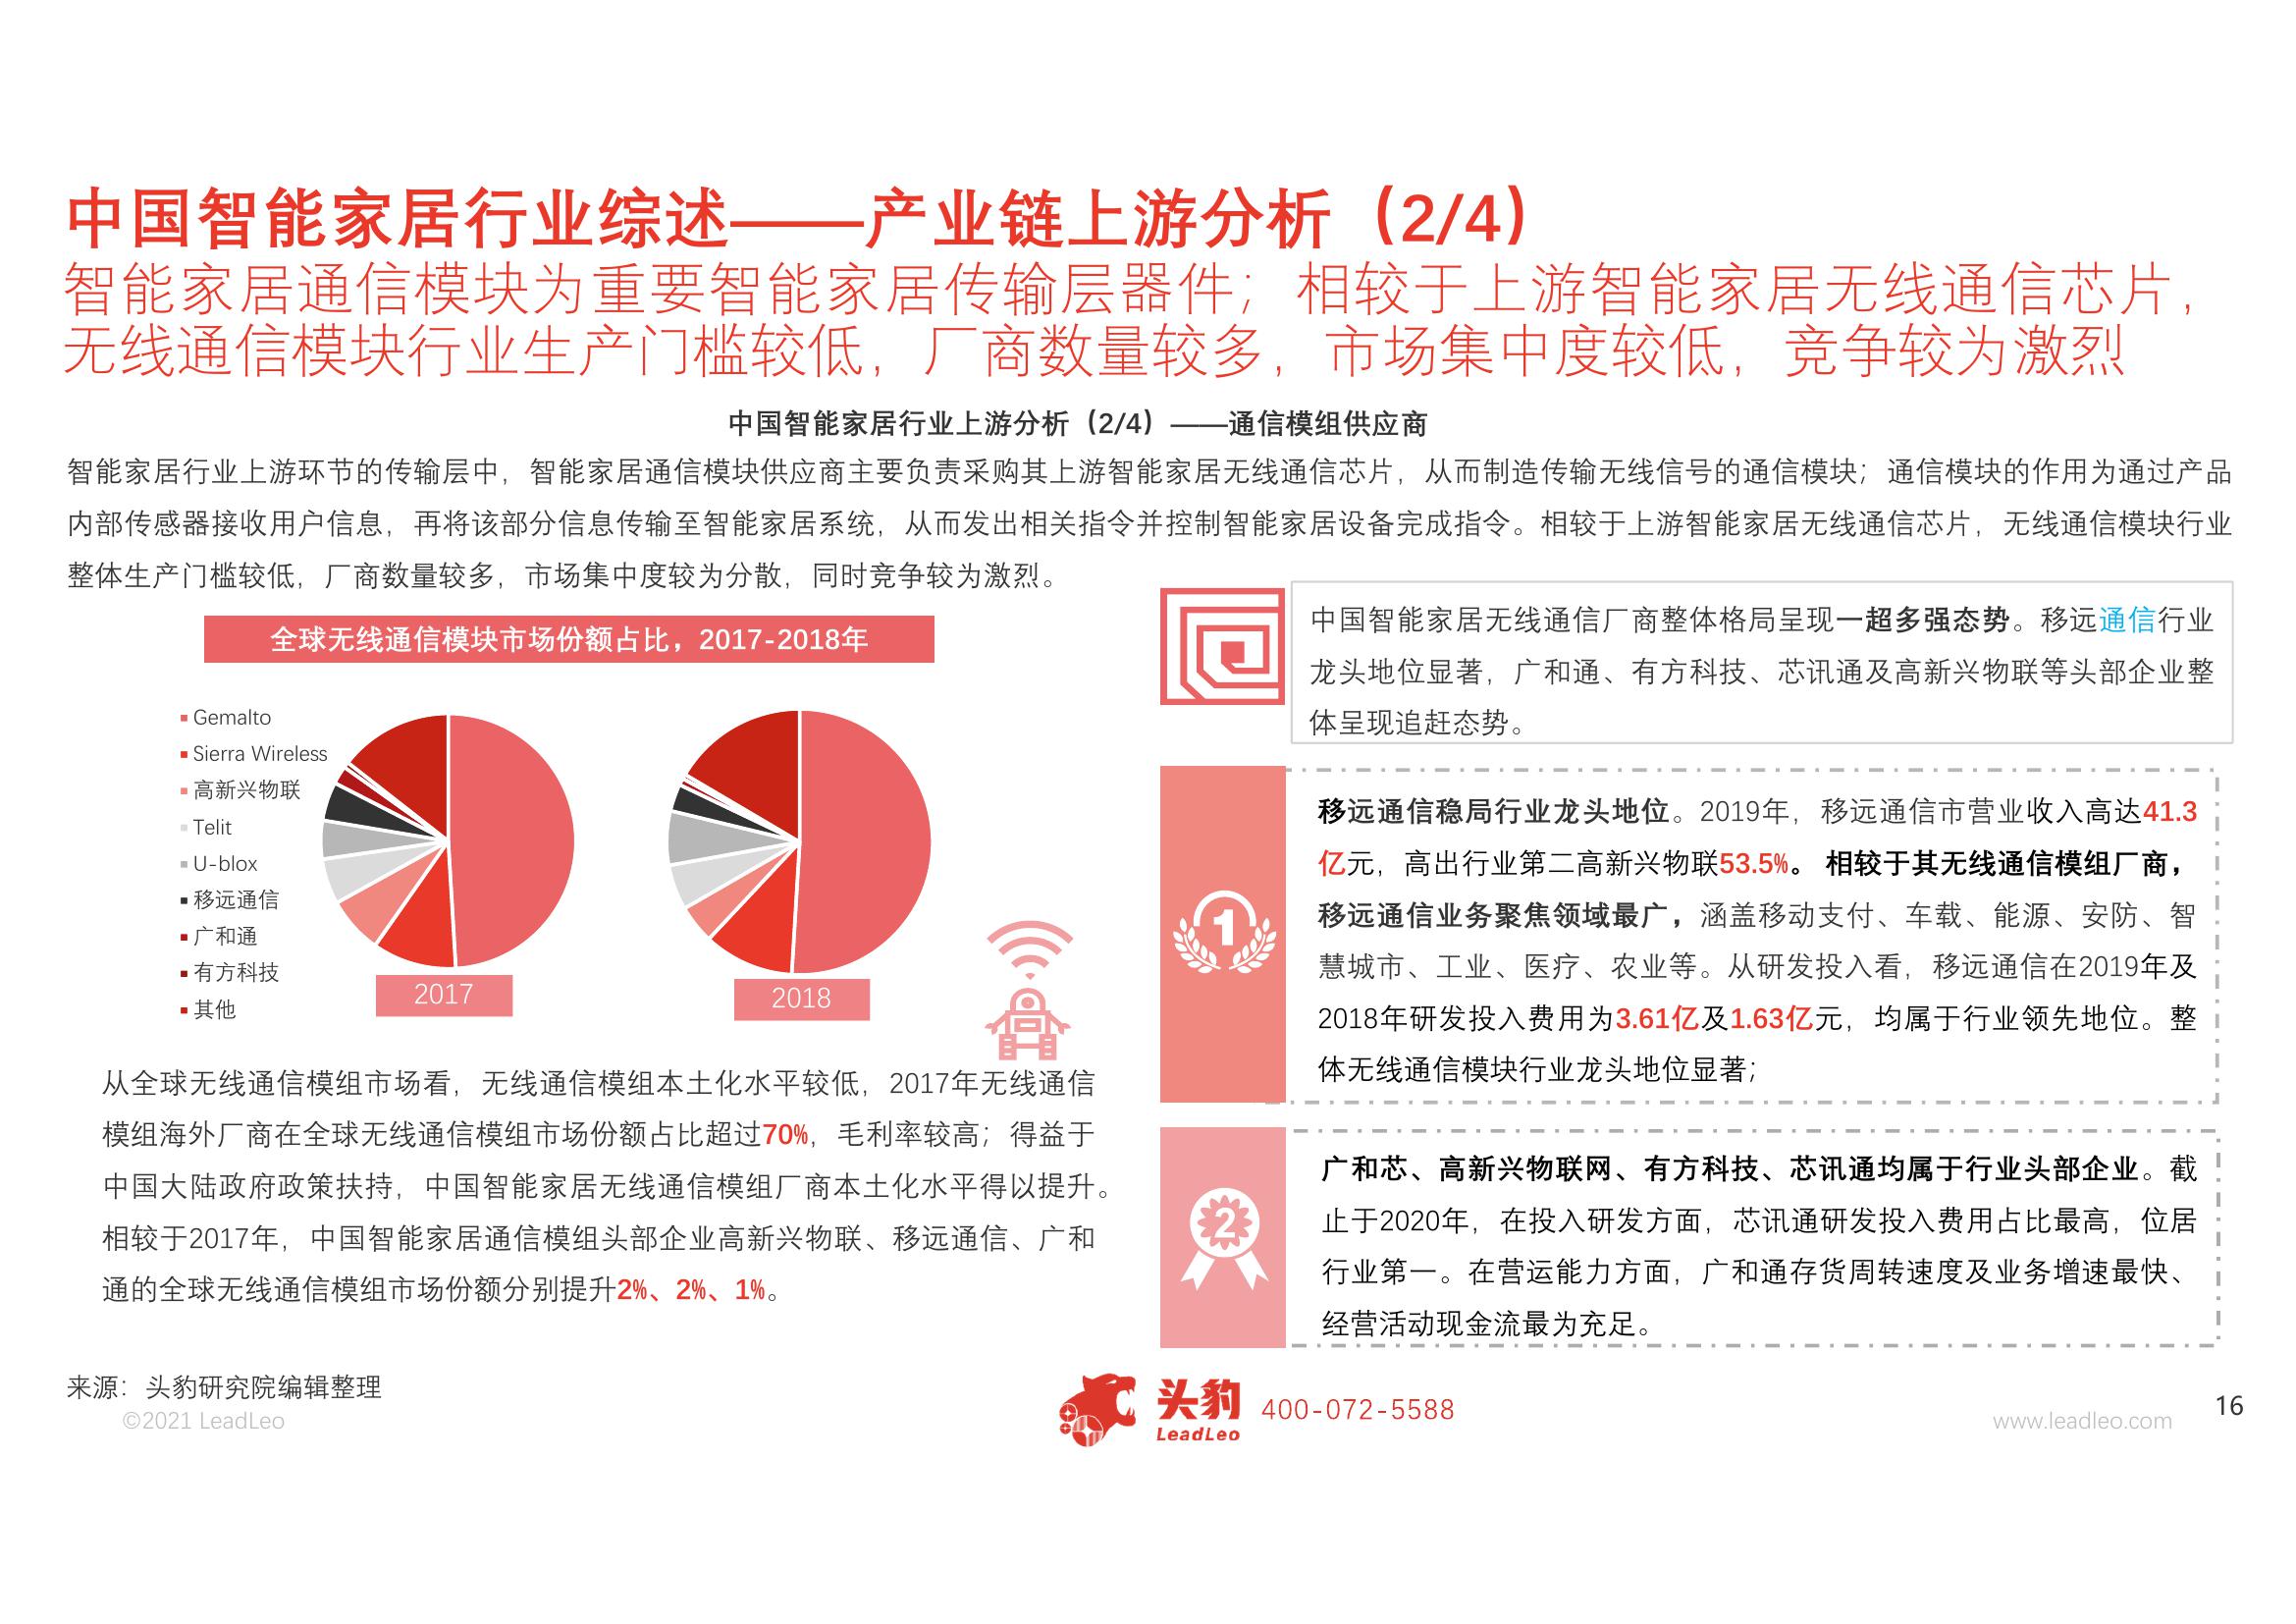 中国智能家居行业综述——产业链上游分析（2/4）
智能家居通信模块为重要智能家居传输层器件；相较于上游智能家居无线通信芯片，
无线通信模块行业生产门槛较低，厂商数量较多，市场集中度较低，竞争较为激烈
中国智能家居行业上游分析（2/4）——通信模组供应商
智能家居行业上游环节的传输层中，智能家居通信模块供应商主要负责采购其上游智能家居无线通信芯片，从而制造传输无线信号的通信模块；通信模块的作用为通过产品
内部传感器接收用户信息，再将该部分信息传输至智能家居系统，从而发出相关指令并控制智能家居设备完成指令。相较于上游智能家居无线通信芯片，无线通信模块行业
整体生产门槛较低，厂商数量较多，市场集中度较为分散，同时竞争较为激烈。
全球无线通信模块市场份额占比，2017-2018年
Gemalto
Sierra Wireless
高新兴物联
Telit
U-blox
移远通信
广和通
有方科技
其他
2017
2018
从全球无线通信模组市场看，无线通信模组本土化水平较低，2017年无线通信
模组海外厂商在全球无线通信模组市场份额占比超过70%，毛利率较高；得益于
中国大陆政府政策扶持，中国智能家居无线通信模组厂商本土化水平得以提升。
相较于2017年，中国智能家居通信模组头部企业高新兴物联、移远通信、广和
通的全球无线通信模组市场份额分别提升2%、2%、1%。
中国智能家居无线通信厂商整体格局呈现一超多强态势。移远通信行业
龙头地位显著，广和通、有方科技、芯讯通及高新兴物联等头部企业整
体呈现追赶态势。
1
移远通信稳局行业龙头地位。2019年，移远通信市营业收入高达41.3
亿元，高出行业第二高新兴物联53.5%。 相较于其无线通信模组厂商，
移远通信业务聚焦领域最广，涵盖移动支付、车载、能源、安防、智
慧城市、工业、医疗、农业等。从研发投入看，移远通信在2019年及
2018年研发投入费用为3.61亿及1.63亿元，均属于行业领先地位。整
体无线通信模块行业龙头地位显著；
2
广和芯、高新兴物联网、有方科技、芯讯通均属于行业头部企业。截
止于2020年，在投入研发方面，芯讯通研发投入费用占比最高，位居
行业第一。在营运能力方面，广和通存货周转速度及业务增速最快、
经营活动现金流最为充足。
来源：头豹研究院编辑整理
©2021 LeadLeo
头豹
LeadLeo
400-072-5588
www.leadleo.com
16